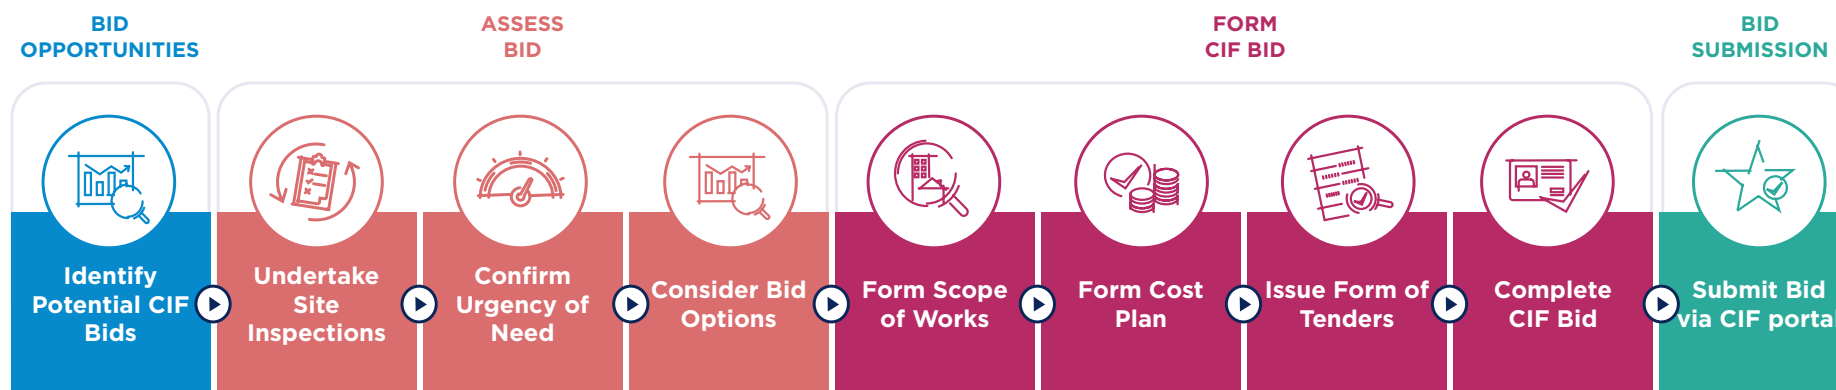 BID
OPPORTUNITIES
ASSESS
BID
FORM
CIF BID
BID
SUBMISSION
Identify
Potential CIF
Bids
Undertake
Site
Inspections
Confirm
Urgency of
Need
Consider Bid
Options
Form Scope
of Works
Form Cost
Plan
Issue Form of
Tenders
Complete
CIF Bid
Submit Bid
via CIF portal